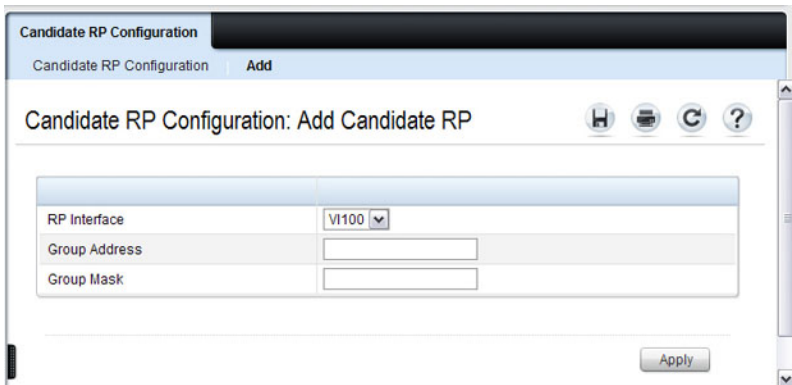 Candidate RP Configuration
Candidate RP Configuration Add
Candidate RP Configuration: Add Candidate RP
RP Interface VI100
Group Address
Group Mask
Apply